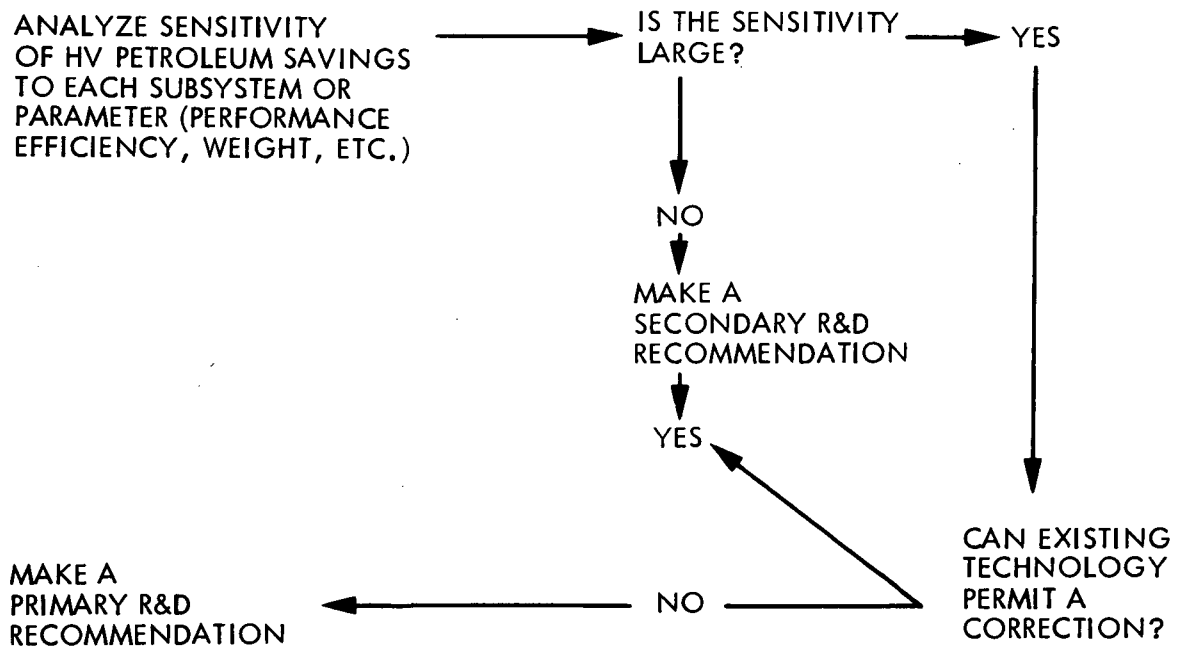 ANALYZE SENSITIVITY
OF HV PETROLEUM SAVINGS
TO EACH SUBSYSTEM OR
PARAMETER (PERFORMANCE
EFFICIENCY, WEIGHT, ETC.)
IS THE SENSITIVITY
LARGE?
YES
NO
MAKE A
SECONDARY R&D
RECOMMENDATION
YES
CAN EXISTING
TECHNOLOGY
PERMIT A
CORRECTION?
NO
MAKE A
PRIMARY R&D
RECOMMENDATION